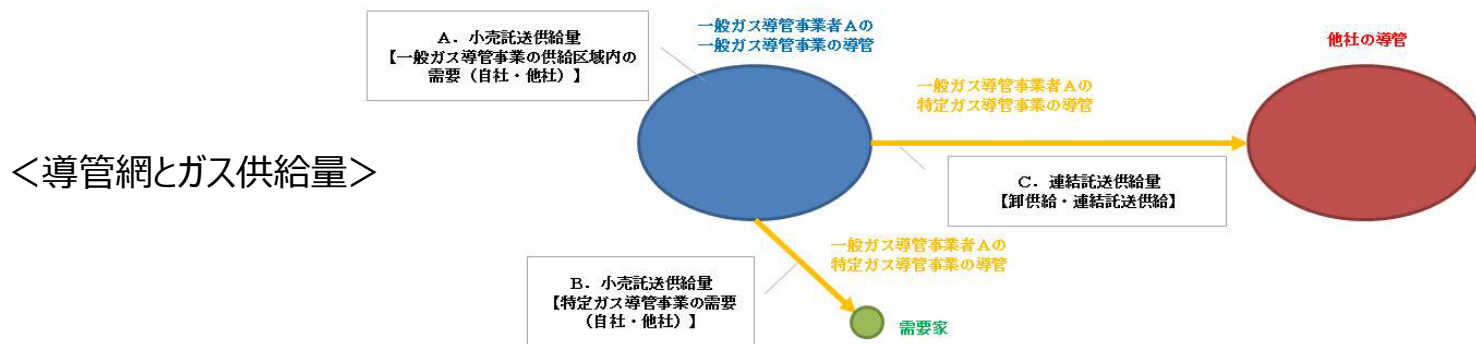 ＜導管網とガス供給量＞
A．小売託送供給量
【一般ガス導管事業の供給区域内の
需要（自社・他社）】
一般ガス導管事業者Aの
一般ガス導管事業の導管
一般ガス導管事業者Aの
特定ガス導管事業の導管
他社の導管
C．連結託送供給量
【卸供給・連結託送供給】
一般ガス導管事業者Aの
特定ガス導管事業の導管
B．小売託送供給量
【特定ガス導管事業の需要
（自社・他社）】
需要家